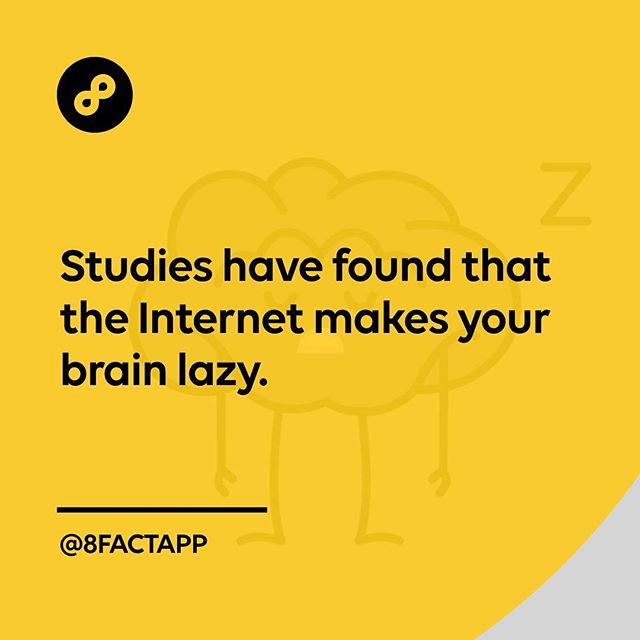 Z
Studies have found that
the Internet makes your
brain lazy.
@8FACTAPP